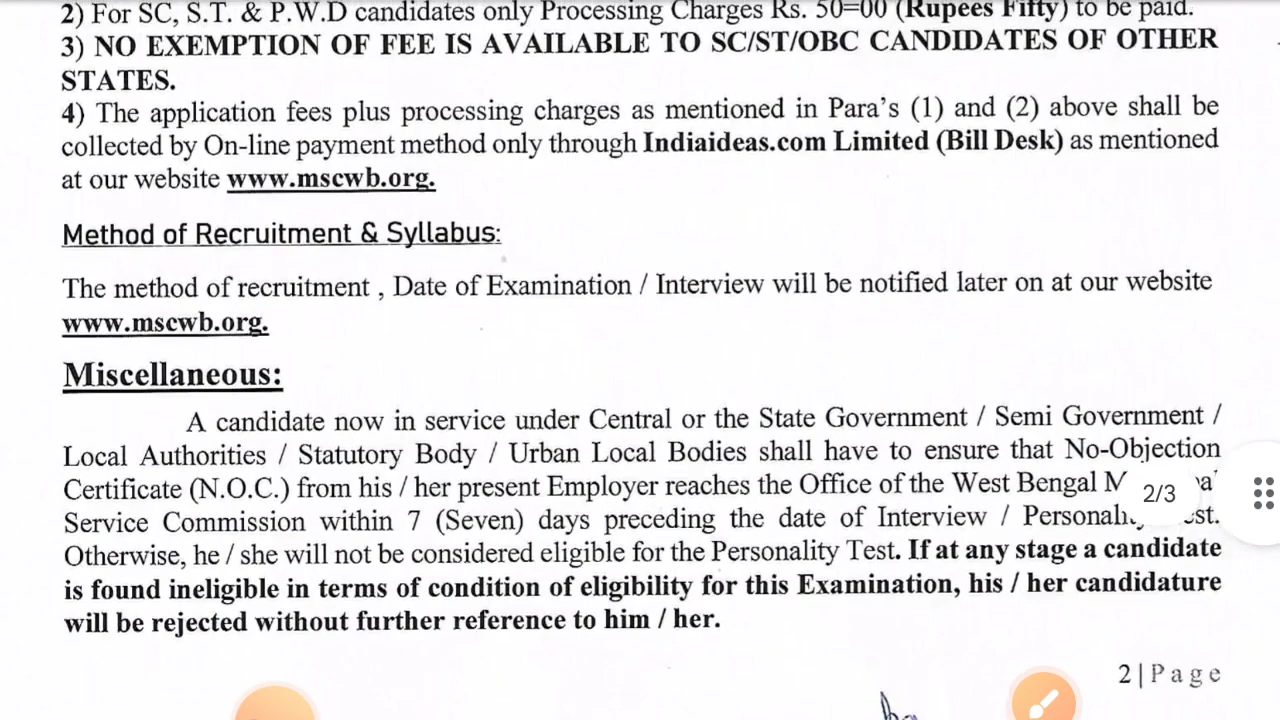 2) For SC, S.T. & P.W.D candidates only Processing Charges Rs. 50=00 (Rupees Fifty) to be paid.
3) NO EXEMPTION OF FEE IS AVAILABLE TO SC/ST/OBC CANDIDATES OF OTHER
STATES.
4) The application fees plus processing charges as mentioned in Para's (1) and (2) above shall be
collected by On-line payment method only through Indiaideas.com Limited (Bill Desk) as mentioned
at our website www.mscwb.org.
Method of Recruitment & Syllabus:
The method of recruitment , Date of Examination / Interview will be notified later on at our website
www.mscwb.org.
Miscellaneous:
A candidate now in service under Central or the State Government / Semi Government /
Local Authorities / Statutory Body / Urban Local Bodies shall have to ensure that No-Objection
Certificate (N.O.C.) from his / her present Employer reaches the Office of the West Bengal
2/3
Service Commission within 7 (Seven) days preceding the date of Interview /
Otherwise, he / she will not be considered eligible for the Personality Test. If at any stage a candidate
is found ineligible in terms of condition of eligibility for this Examination, his / her candidature
will be rejected without further reference to him / her.
2 | P a g e